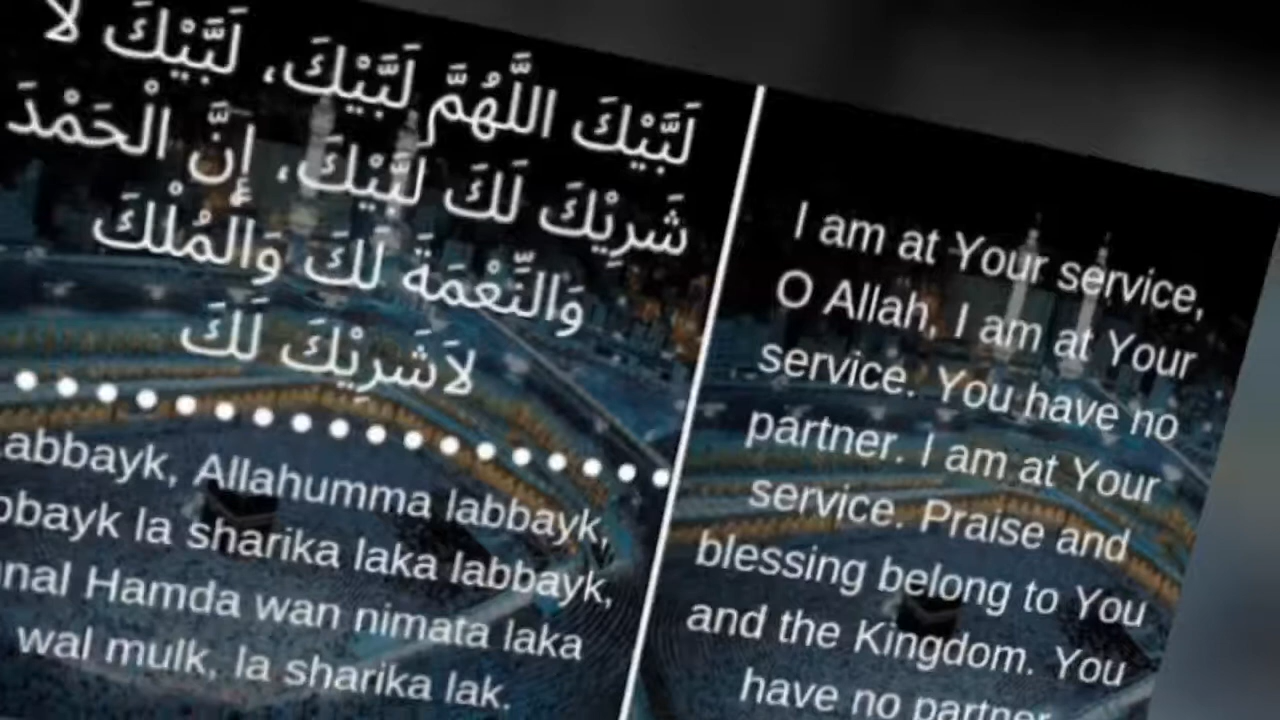 لَبَّيْكَ اللَّهُمَّ لَبَّيْكَ، لَبَّيْكَ لَا
شَرِيْكَ لَكَ لَبَّيْكَ، إِنَّ الْحَمْدَ
وَالنِّعْمَةَ لَكَ وَالْمُلْكَ
لَاشَرِيْكَ لَكَ
abbayk, Allahumma labbayk,
bbayk la sharika laka labbayk,
nal Hamda wan nimata laka
wal mulk, la sharika lak.
I am at Your service,
O Allah, I am at Your
service. You have no
partner. I am at Your
service. Praise and
blessing belong to You
and the Kingdom. You
have no partner